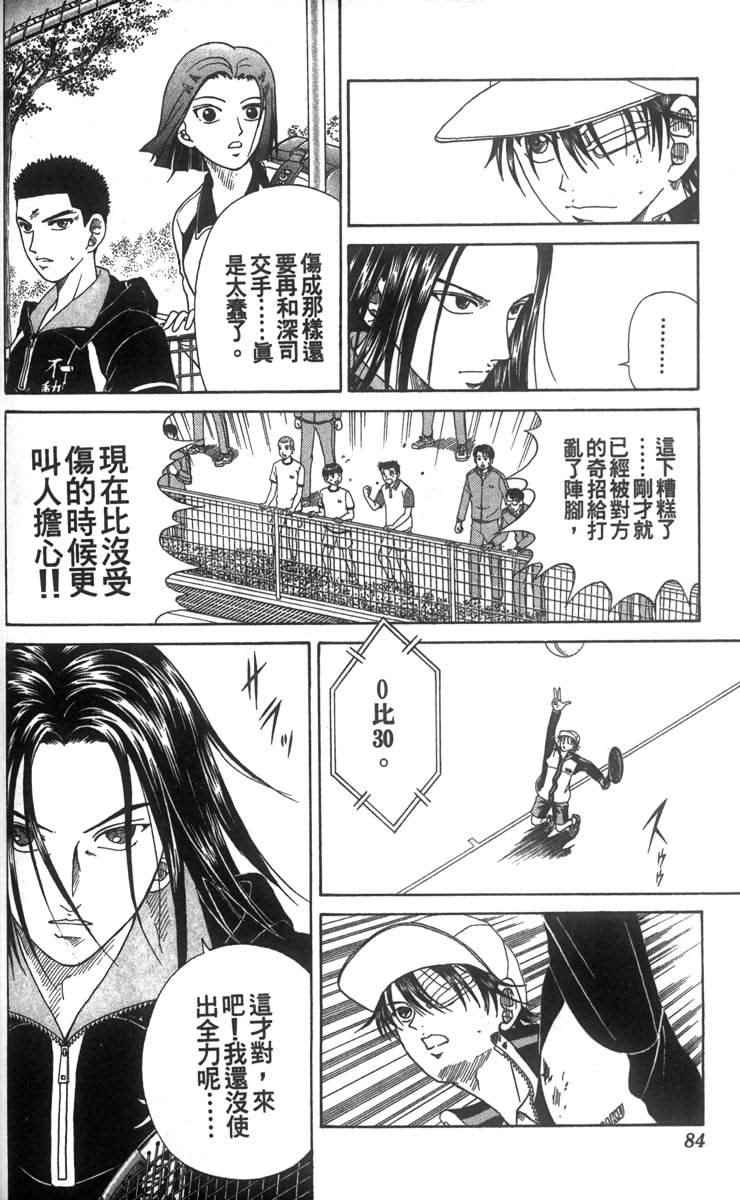 ………
傷成那樣還
要再和深司
交手……真
是太蠢了。
不
動
這下糟糕了
……剛才就
已經被對方
的奇招給打
亂了陣腳，
現在比沒受
傷的時候更
叫人擔心!!
0比30。
這才對，來
吧！我還沒使
出全力呢……
84